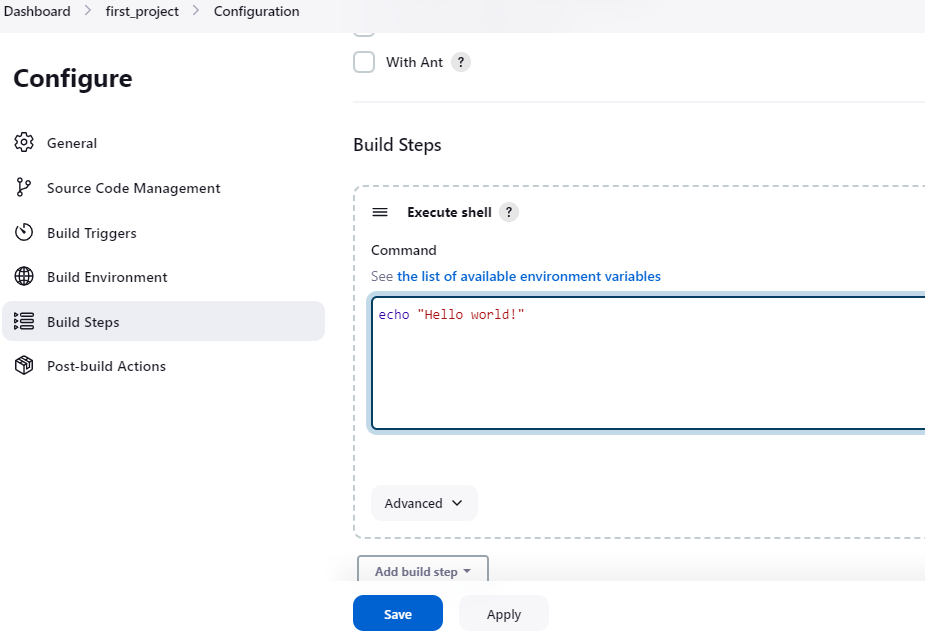 Dashboard > first_project > Configuration
Configure
General
Source Code Management
Build Triggers
Build Environment
Build Steps
Post-build Actions
With Ant ?
Build Steps
Execute shell ?
Command
See the list of available environment variables
echo "Hello world!"
Advanced
Add build step
Save Apply